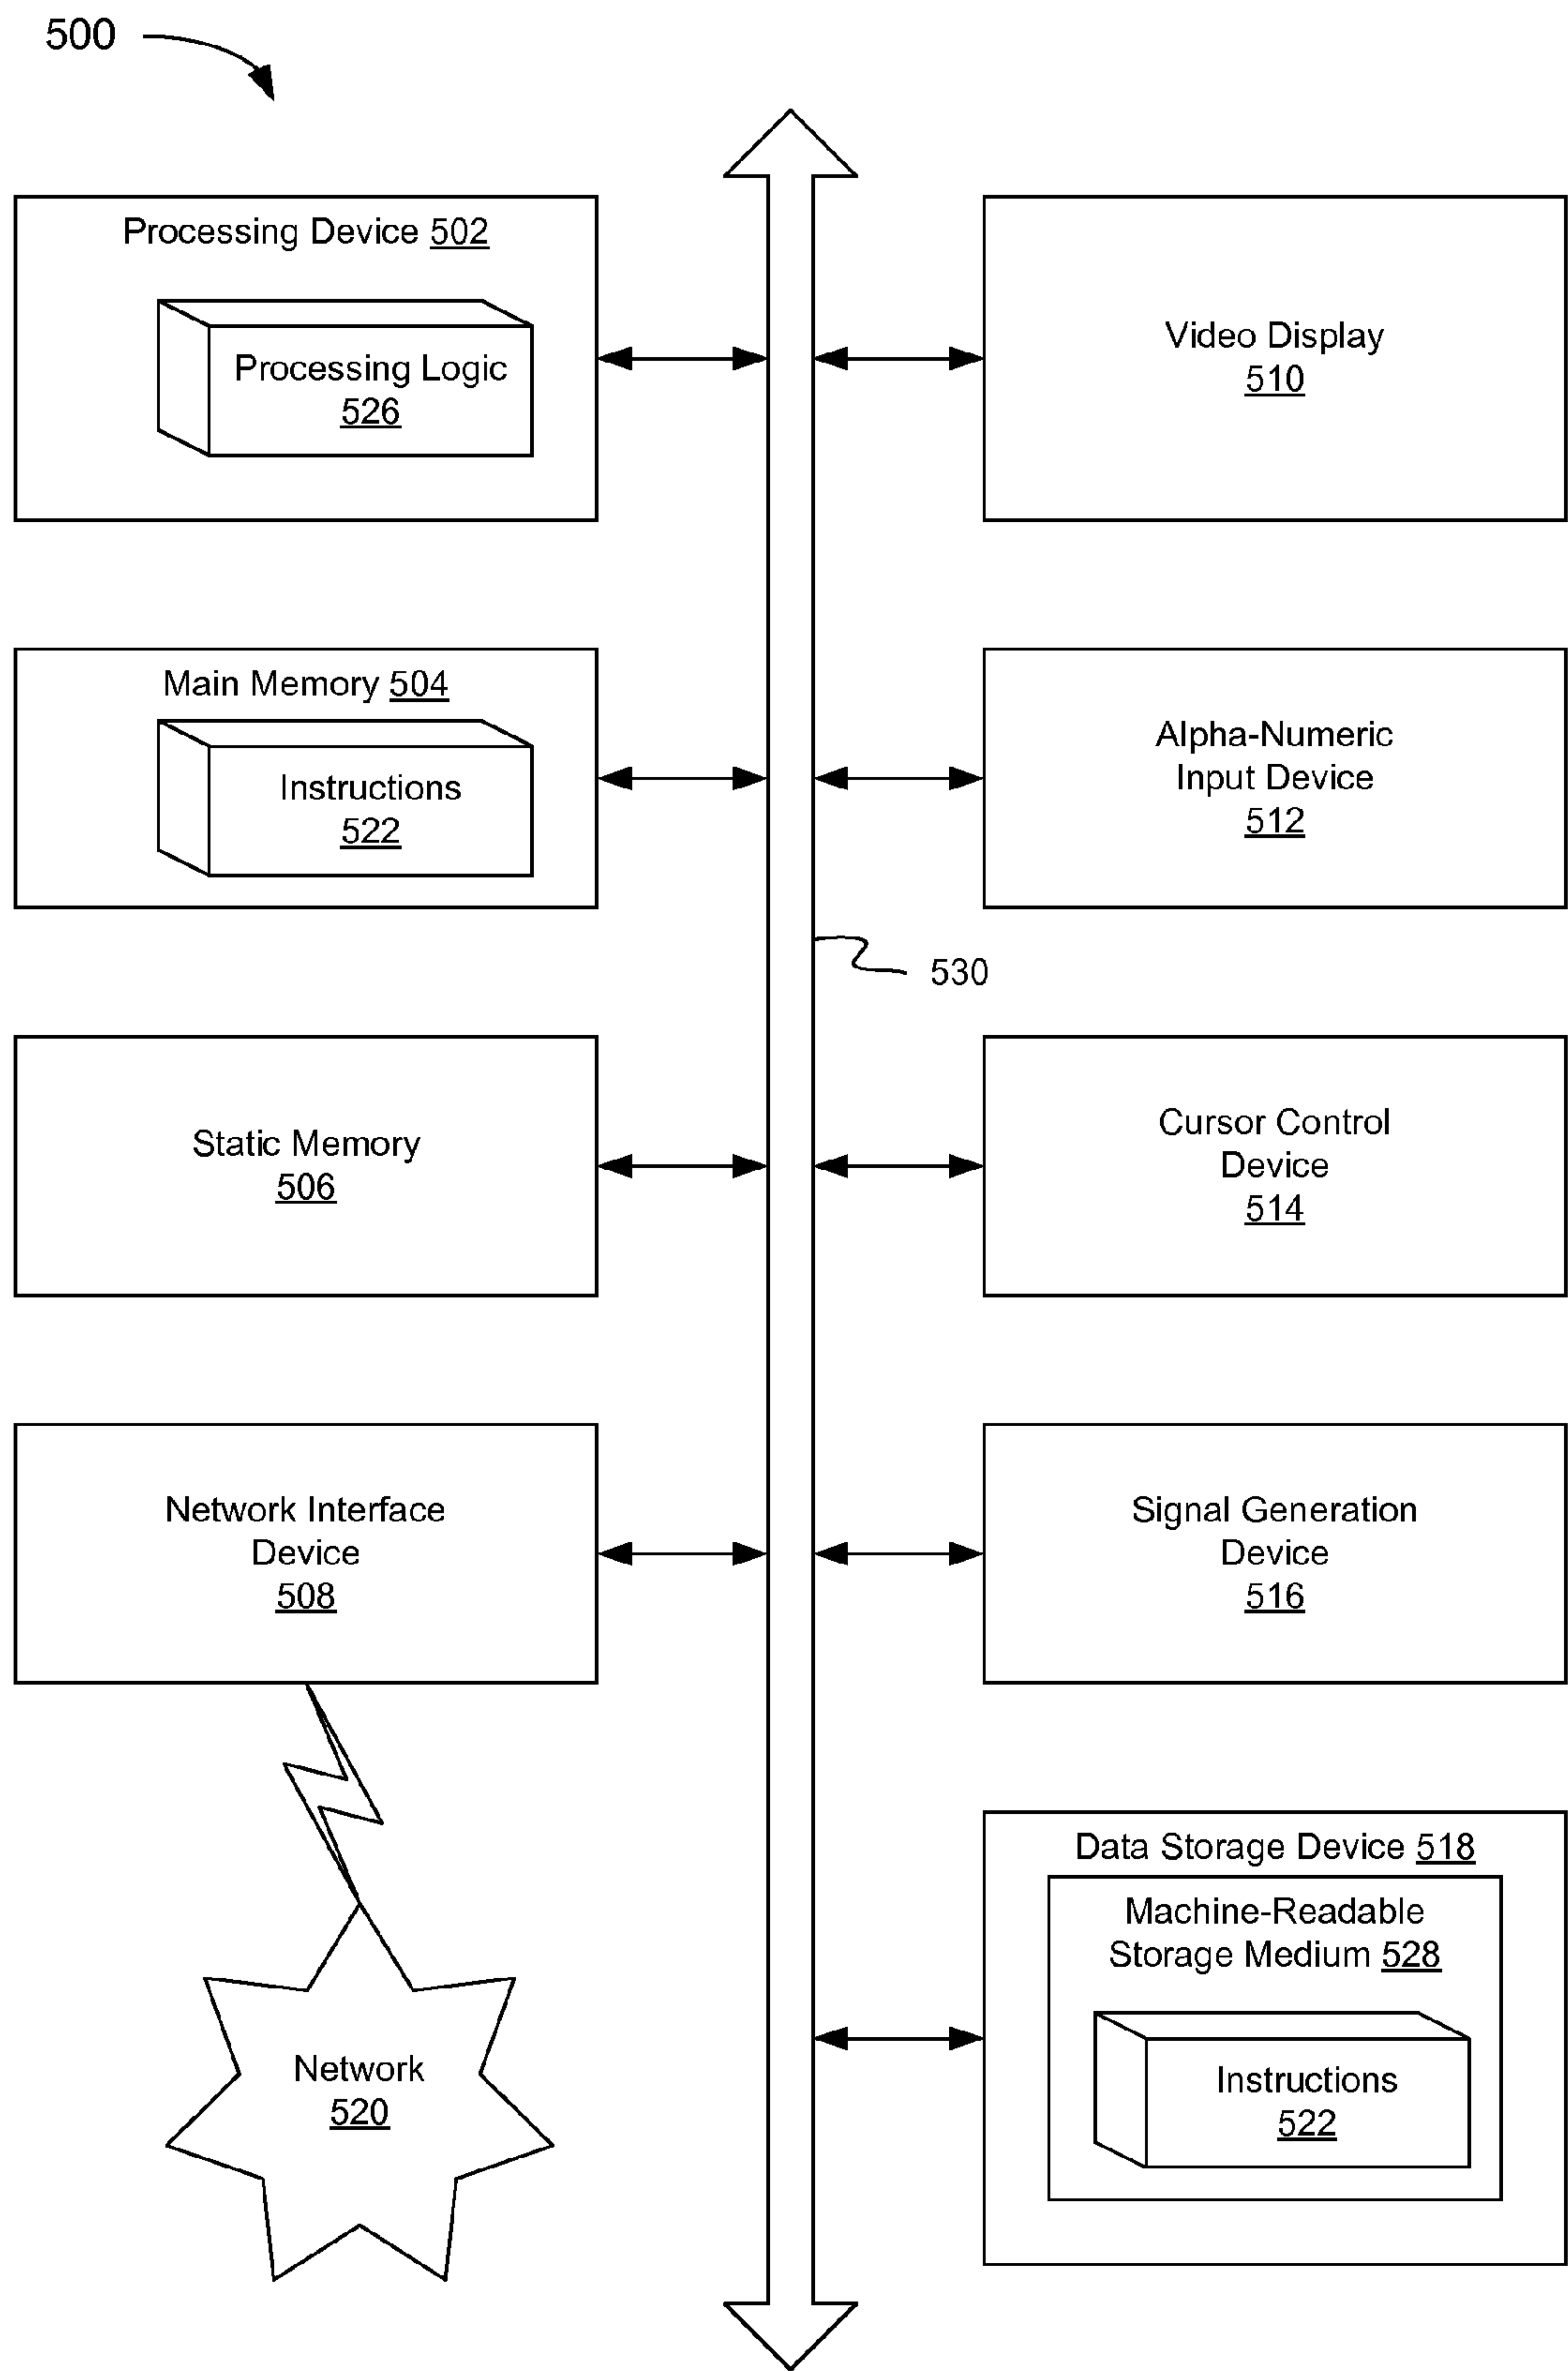 500
Processing Device 502
Processing Logic
526
Video Display
510
Main Memory 504
Instructions
522
Alpha-Numeric
Input Device
512
530
Static Memory
506
Cursor Control
Device
514
Network Interface
Device
508
Signal Generation
Device
516
Data Storage Device 518
Machine-Readable
Storage Medium 528
Instructions
522
Network
520